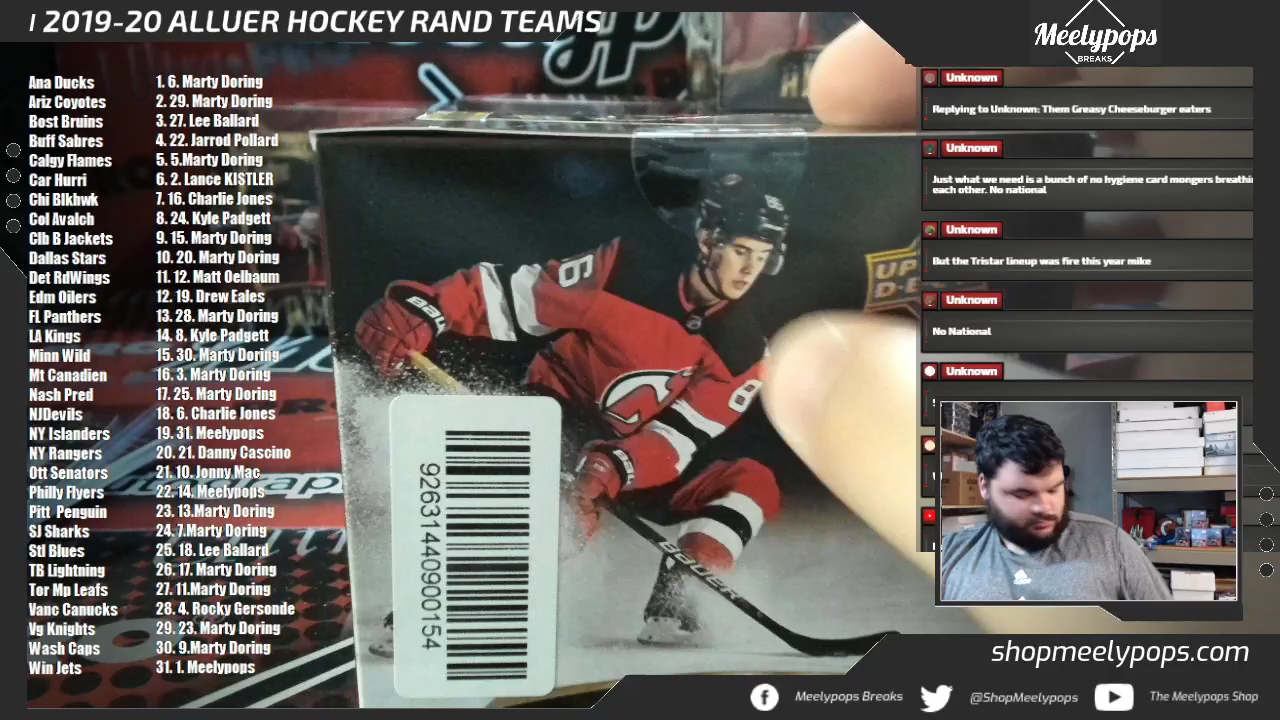 2019-20 ALLUER HOCKEY RAND TEAMS
Meelypops
BREAKS
Ana Ducks 1. 6. Marty Doring
Ariz Coyotes 2. 29. Marty Doring
Bost Bruins 3. 27. Lee Ballard
Buff Sabres 4. 22. Jarrod Pollard
Calgy Flames 5. 5.Marty Doring
Car Hurri 6. 2. Lance KISTLER
Chi Blkhwk 7. 16. Charlie Jones
Col Avalch 8. 24. Kyle Padgett
Clb B Jackets 9. 15. Marty Doring
Dallas Stars 10. 20. Marty Doring
Det RdWings 11. 12. Matt Oelbaum
Edm Oilers 12. 19. Drew Eales
FL Panthers 13. 28. Marty Doring
LA Kings 14. 8. Kyle Padgett
Minn Wild 15. 30. Marty Doring
Mt Canadien 16. 3. Marty Doring
Nash Pred 17. 25. Marty Doring
NJDevils 18. 6. Charlie Jones
NY Islanders 19. 31. Meelypops
NY Rangers 20. 21. Danny Cascino
Ott Senators 21. 10. Jonny Mac
Philly Flyers 22. 14. Meelypops
Pitt Penguin 23. 13.Marty Doring
SJ Sharks 24. 7.Marty Doring
Stl Blues 25. 18. Lee Ballard
TB Lightning 26. 17. Marty Doring
Tor Mp Leafs 27. 11.Marty Doring
Vanc Canucks 28. 4. Rocky Gersonde
Vg Knights 29. 23. Marty Doring
Wash Caps 30. 9.Marty Doring
Win Jets 31. 1. Meelypops
86
BAUER
8
BAUER
UP
D-E
92631440900154
Unknown
Replying to Unknown: Them Greasy Cheeseburger eaters
Unknown
Just what we need is a bunch of no hygiene card mongers
each other. No national
Unknown
But the Tristar lineup was fire this year mike
Unknown
No National
Unknown
shopmeelypops.com
Meelypops Breaks
@ShopMeelypops
The Meelypops Shop